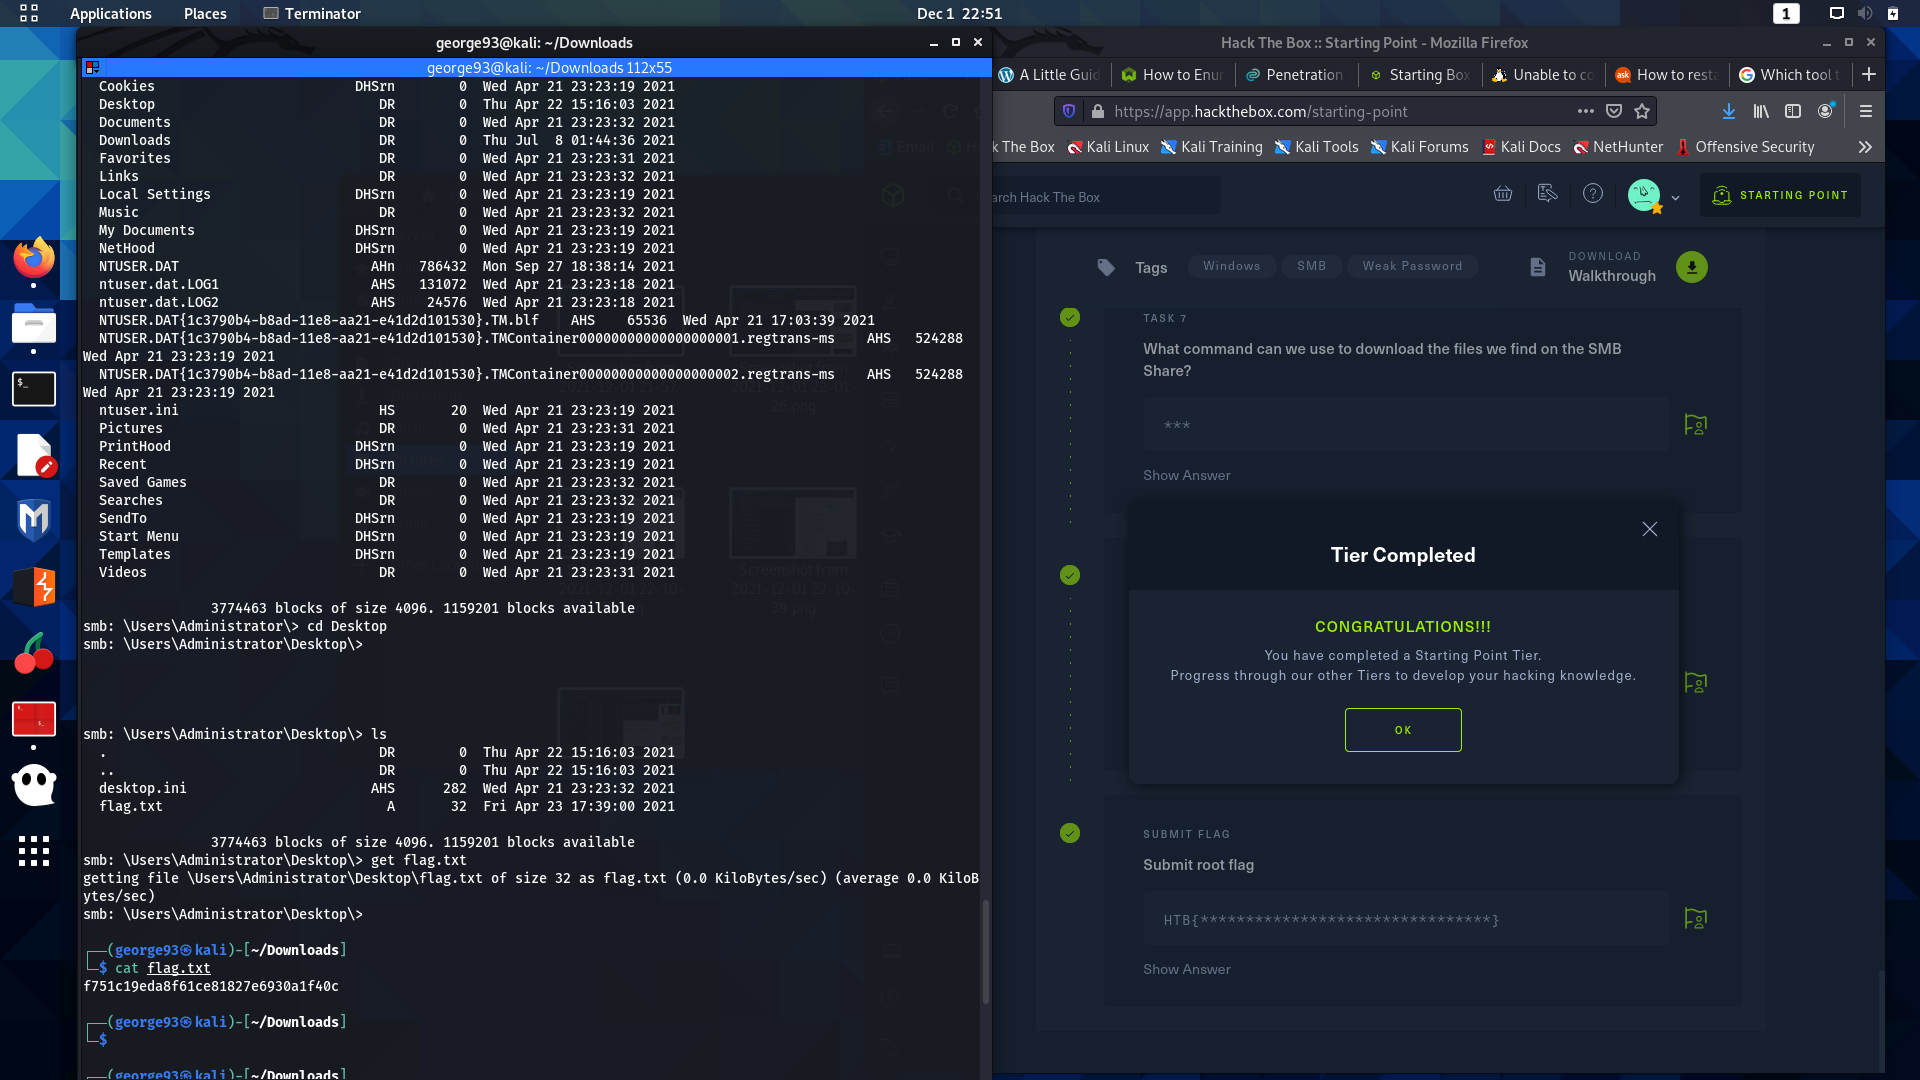 Applications Places Terminator Dec 1 22:51 1
george93@kali: ~/Downloads
george93@kali: ~/Downloads 112x55
Cookies DHSrn 0 Wed Apr 21 23:23:19 2021
Desktop DR 0 Thu Apr 22 15:16:03 2021
Documents DR 0 Wed Apr 21 23:23:32 2021
Downloads DR 0 Thu Jul 8 01:44:36 2021
Favorites DR 0 Wed Apr 21 23:23:31 2021
Links DR 0 Wed Apr 21 23:23:32 2021
Local Settings DHSrn 0 Wed Apr 21 23:23:19 2021
Music DR 0 Wed Apr 21 23:23:32 2021
My Documents DHSrn 0 Wed Apr 21 23:23:19 2021
NetHood DHSrn 0 Wed Apr 21 23:23:19 2021
NTUSER.DAT AHn 786432 Mon Sep 27 18:38:14 2021
ntuser.dat.LOG1 AHS 131072 Wed Apr 21 23:23:18 2021
ntuser.dat.LOG2 AHS 24576 Wed Apr 21 23:23:18 2021
NTUSER.DAT{1c3790b4-b8ad-11e8-aa21-e41d2d101530}.TM.blf AHS 65536 Wed Apr 21 17:03:39 2021
NTUSER.DAT{1c3790b4-b8ad-11e8-aa21-e41d2d101530}.TMContainer00000000000000000001.regtrans-ms AHS 524288
Wed Apr 21 23:23:19 2021
NTUSER.DAT{1c3790b4-b8ad-11e8-aa21-e41d2d101530}.TMContainer00000000000000000002.regtrans-ms AHS 524288
Wed Apr 21 23:23:19 2021
ntuser.ini HS 20 Wed Apr 21 23:23:19 2021
Pictures DR 0 Wed Apr 21 23:23:31 2021
PrintHood DHSrn 0 Wed Apr 21 23:23:19 2021
Recent DHSrn 0 Wed Apr 21 23:23:19 2021
Saved Games DR 0 Wed Apr 21 23:23:32 2021
Searches DR 0 Wed Apr 21 23:23:32 2021
SendTo DHSrn 0 Wed Apr 21 23:23:19 2021
Start Menu DHSrn 0 Wed Apr 21 23:23:19 2021
Templates DHSrn 0 Wed Apr 21 23:23:19 2021
Videos DR 0 Wed Apr 21 23:23:31 2021
3774463 blocks of size 4096. 1159201 blocks available
smb: \Users\Administrator\> cd Desktop
smb: \Users\Administrator\Desktop\>
smb: \Users\Administrator\Desktop\> ls
. DR 0 Thu Apr 22 15:16:03 2021
.. DR 0 Thu Apr 22 15:16:03 2021
desktop.ini AHS 282 Wed Apr 21 23:23:32 2021
flag.txt A 32 Fri Apr 23 17:39:00 2021
3774463 blocks of size 4096. 1159201 blocks available
smb: \Users\Administrator\Desktop\> get flag.txt
getting file \Users\Administrator\Desktop\flag.txt of size 32 as flag.txt (0.0 KiloBytes/sec) (average 0.0 KiloB
ytes/sec)
smb: \Users\Administrator\Desktop\>
(george93㉿kali)-[~/Downloads]
$ cat flag.txt
f751c19eda8f61ce81827e6930a1f40c
(george93㉿kali)-[~/Downloads]
$
(george93㉿kali)-[~/Downloads]
Hack The Box :: Starting Point - Mozilla Firefox
A Little Guid How to Enur Penetration Starting Box Unable to co ask How to resta Which tool t
https://app.hackthebox.com/starting-point
k The Box Kali Linux Kali Training Kali Tools Kali Forums Kali Docs NetHunter Offensive Security
arch Hack The Box STARTING POINT
Tags Windows SMB Weak Password DOWNLOAD
Walkthrough
TASK 7
What command can we use to download the files we find on the SMB
Share?
***
Show Answer
Tier Completed
CONGRATULATIONS!!!
You have completed a Starting Point Tier.
Progress through our other Tiers to develop your hacking knowledge.
OK
SUBMIT FLAG
Submit root flag
HTB{********************************}
Show Answer